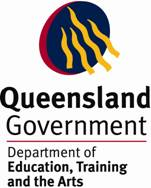 Queensland
Government
Department of
Education, Training
and the Arts